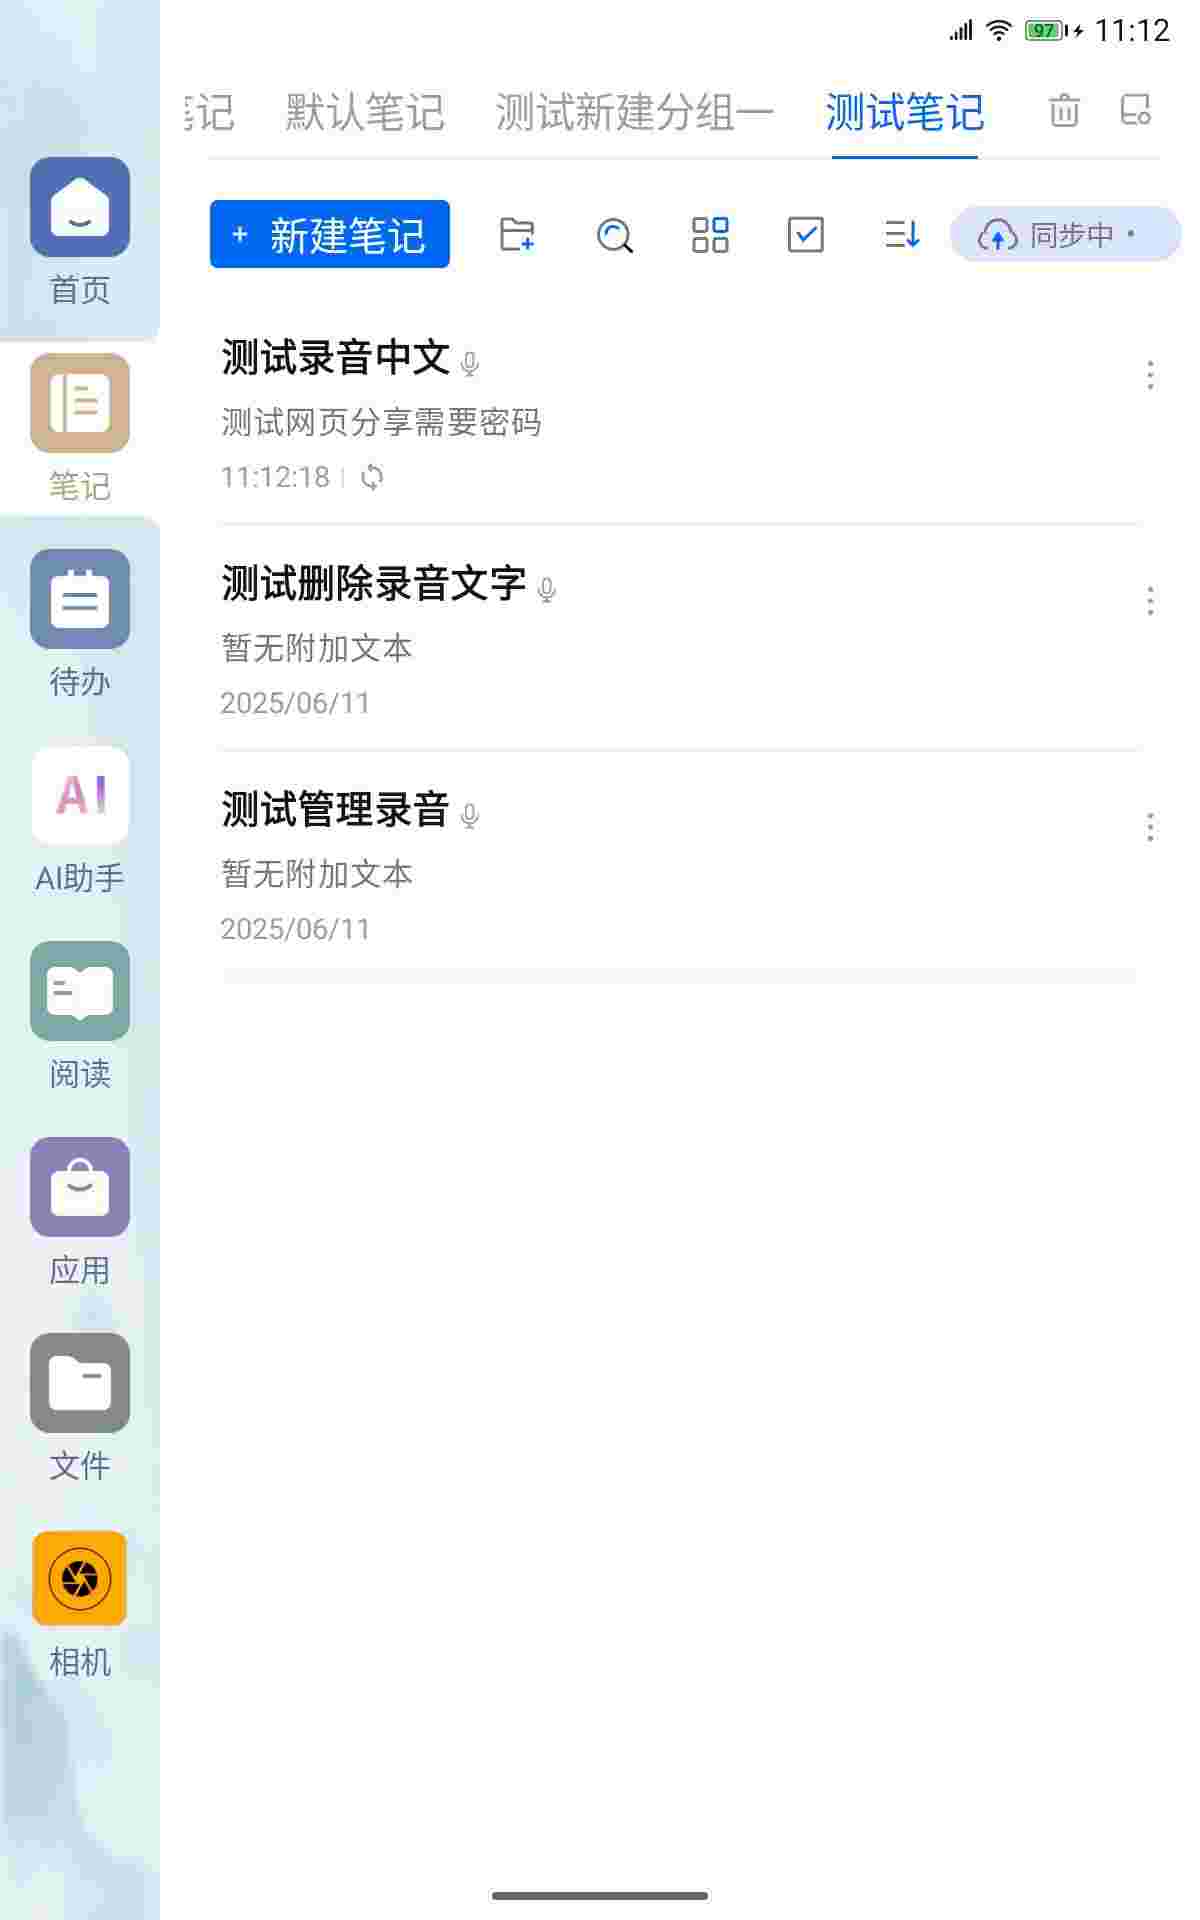 97 11:12
笔记 默认笔记 测试新建分组一 测试笔记
+ 新建笔记 同步中 ·
首页
笔记
待办
AI
AI助手
阅读
应用
文件
相机
测试录音中文
测试网页分享需要密码
11:12:18
测试删除录音文字
暂无附加文本
2025/06/11
测试管理录音
暂无附加文本
2025/06/11